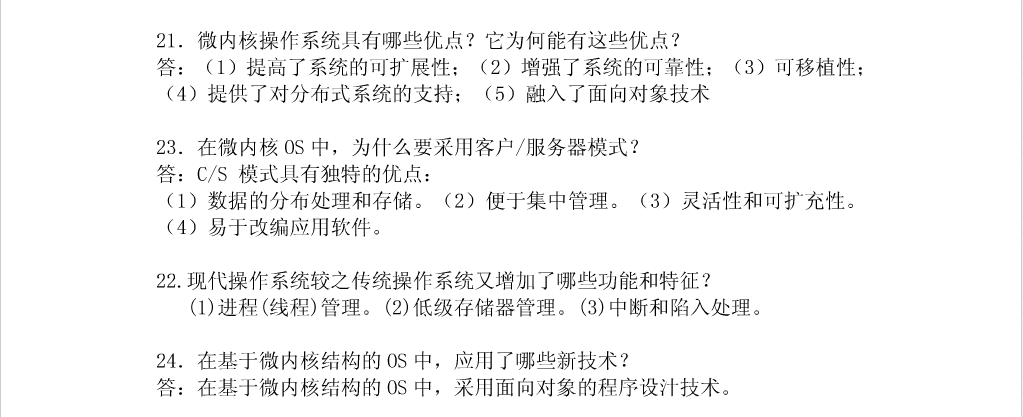 21. 微内核操作系统具有哪些优点？它为何能有这些优点？
答：（1）提高了系统的可扩展性；（2）增强了系统的可靠性；（3）可移植性；
（4）提供了对分布式系统的支持；（5）融入了面向对象技术
23. 在微内核 OS 中，为什么要采用客户/服务器模式？
答：C/S 模式具有独特的优点：
（1）数据的分布处理和存储。（2）便于集中管理。（3）灵活性和可扩充性。
（4）易于改编应用软件。
22.现代操作系统较之传统操作系统又增加了哪些功能和特征？
(1)进程(线程)管理。(2)低级存储器管理。(3)中断和陷入处理。
24. 在基于微内核结构的 OS 中，应用了哪些新技术？
答：在基于微内核结构的 OS 中，采用面向对象的程序设汁技术。